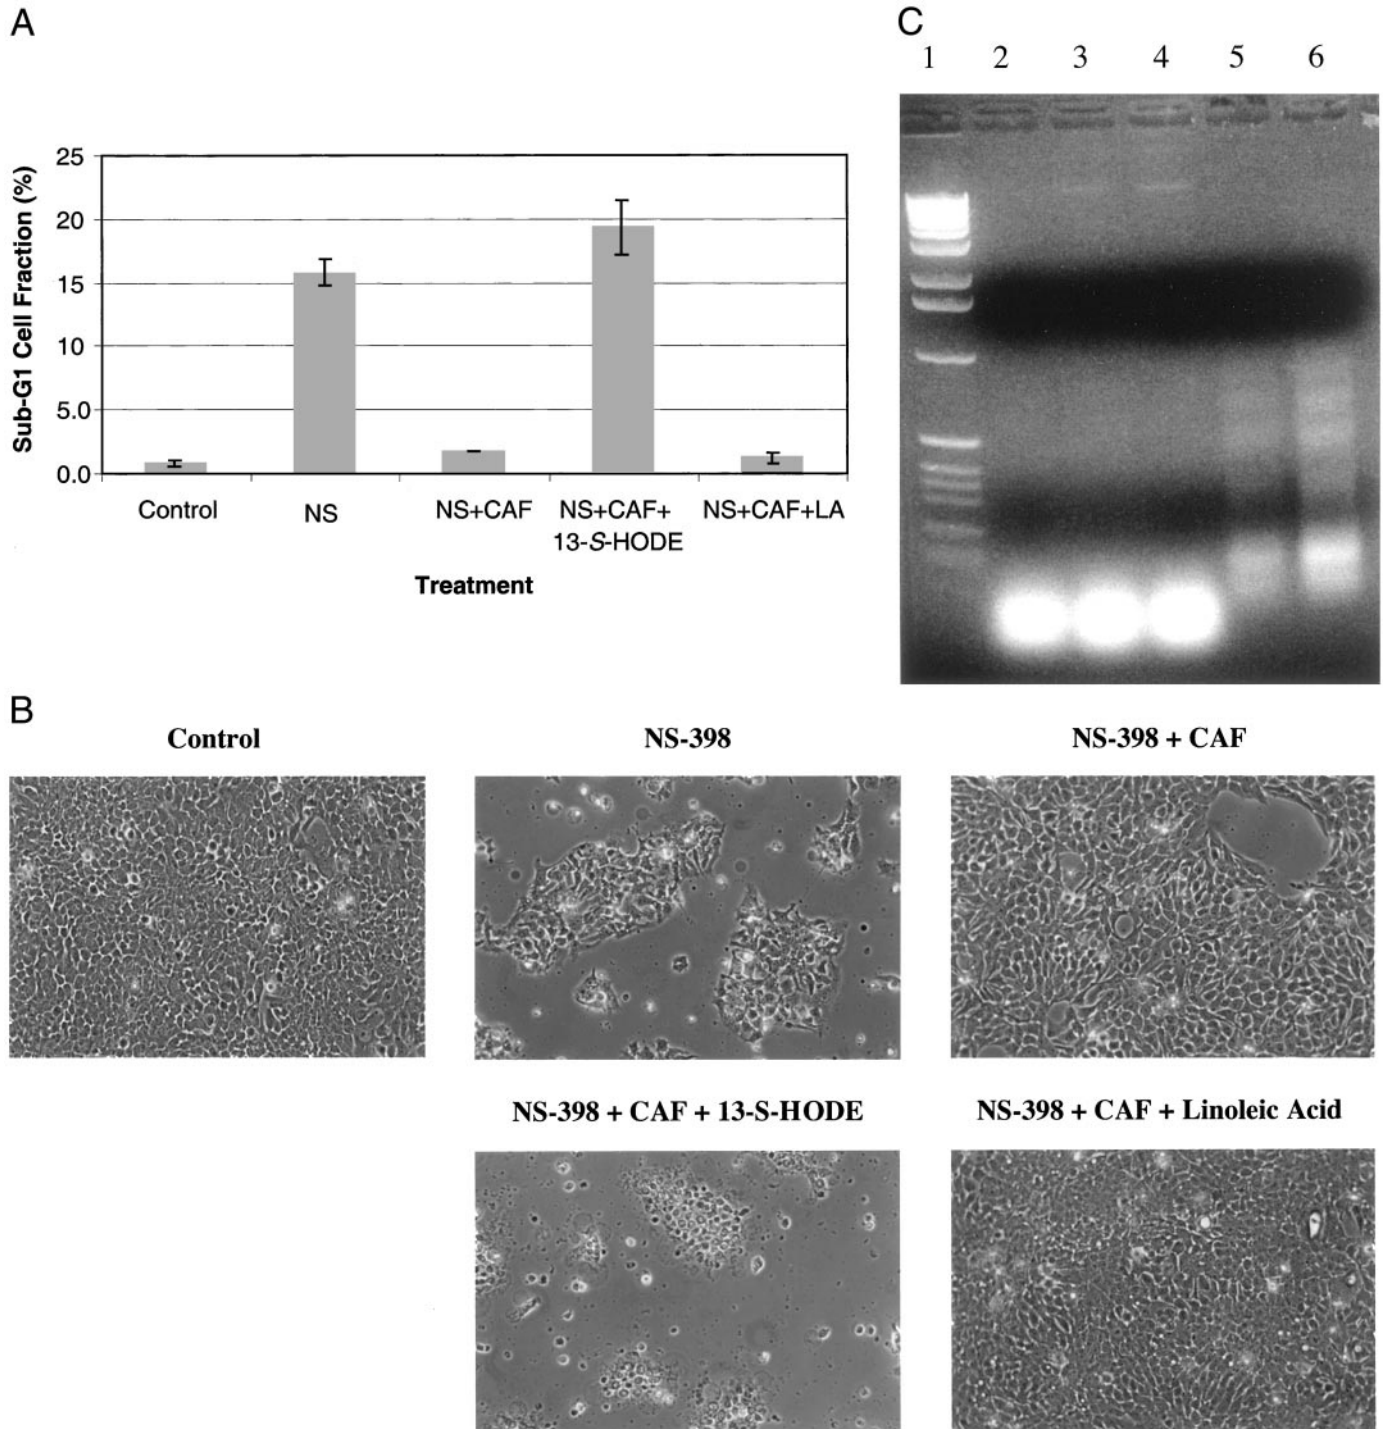 A
Sub-G1 Cell Fraction (%)
25
20
15
10
5.0
0.0
Control
NS
NS+CAF
NS+CAF+
13-S-HODE
NS+CAF+LA
Treatment
C
1 2 3 4 5 6
B
Control
NS-398
NS-398 + CAF
NS-398 + CAF + 13-S-HODE
NS-398 + CAF + Linoleic Acid